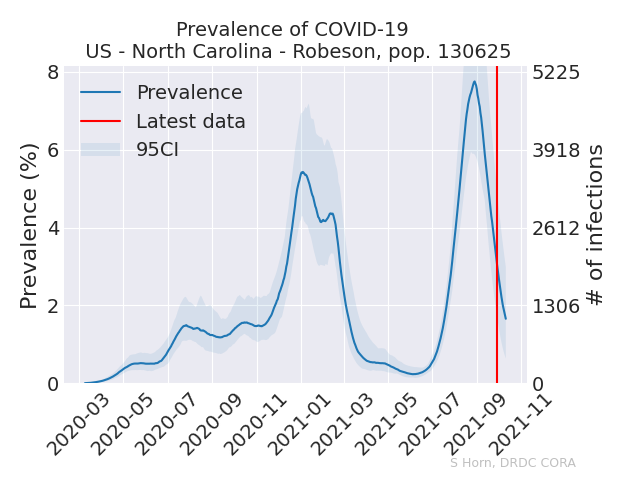 Prevalence of COVID-19
US - North Carolina - Robeson, pop. 130625
Prevalence
Latest data
95CI
Prevalence (%)
8
6
4
2
0
5225
3918
2612
1306
0
# of infections
2020-03
2020-05
2020-07
2020-09
2020-11
2021-01
2021-03
2021-05
2021-07
2021-09
2021-11
S Horn, DRDC CORA